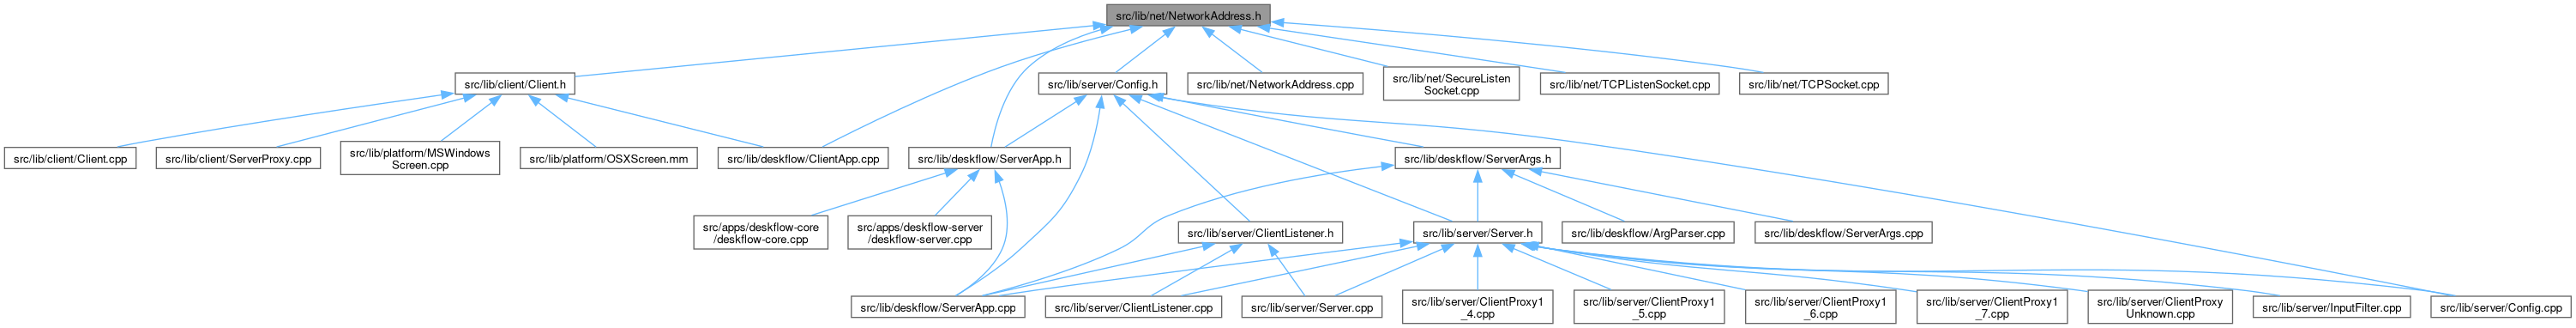 src/lib/net/NetworkAddress.h
src/lib/client/Client.h
src/lib/server/Config.h
src/lib/net/NetworkAddress.cpp
src/lib/net/SecureListen
Socket.cpp
src/lib/net/TCPListenSocket.cpp
src/lib/net/TCPSocket.cpp
src/lib/client/Client.cpp
src/lib/client/ServerProxy.cpp
src/lib/platform/MSWindows
Screen.cpp
src/lib/platform/OSXScreen.mm
src/lib/deskflow/ClientApp.cpp
src/lib/deskflow/ServerApp.h
src/lib/deskflow/ServerArgs.h
src/apps/deskflow-core
/deskflow-core.cpp
src/apps/deskflow-server
/deskflow-server.cpp
src/lib/server/ClientListener.h
src/lib/server/Server.h
src/lib/deskflow/ArgParser.cpp
src/lib/deskflow/ServerArgs.cpp
src/lib/deskflow/ServerApp.cpp
src/lib/server/ClientListener.cpp
src/lib/server/Server.cpp
src/lib/server/ClientProxy1
_4.cpp
src/lib/server/ClientProxy1
_5.cpp
src/lib/server/ClientProxy1
_6.cpp
src/lib/server/ClientProxy1
_7.cpp
src/lib/server/ClientProxy
Unknown.cpp
src/lib/server/InputFilter.cpp
src/lib/server/Config.cpp